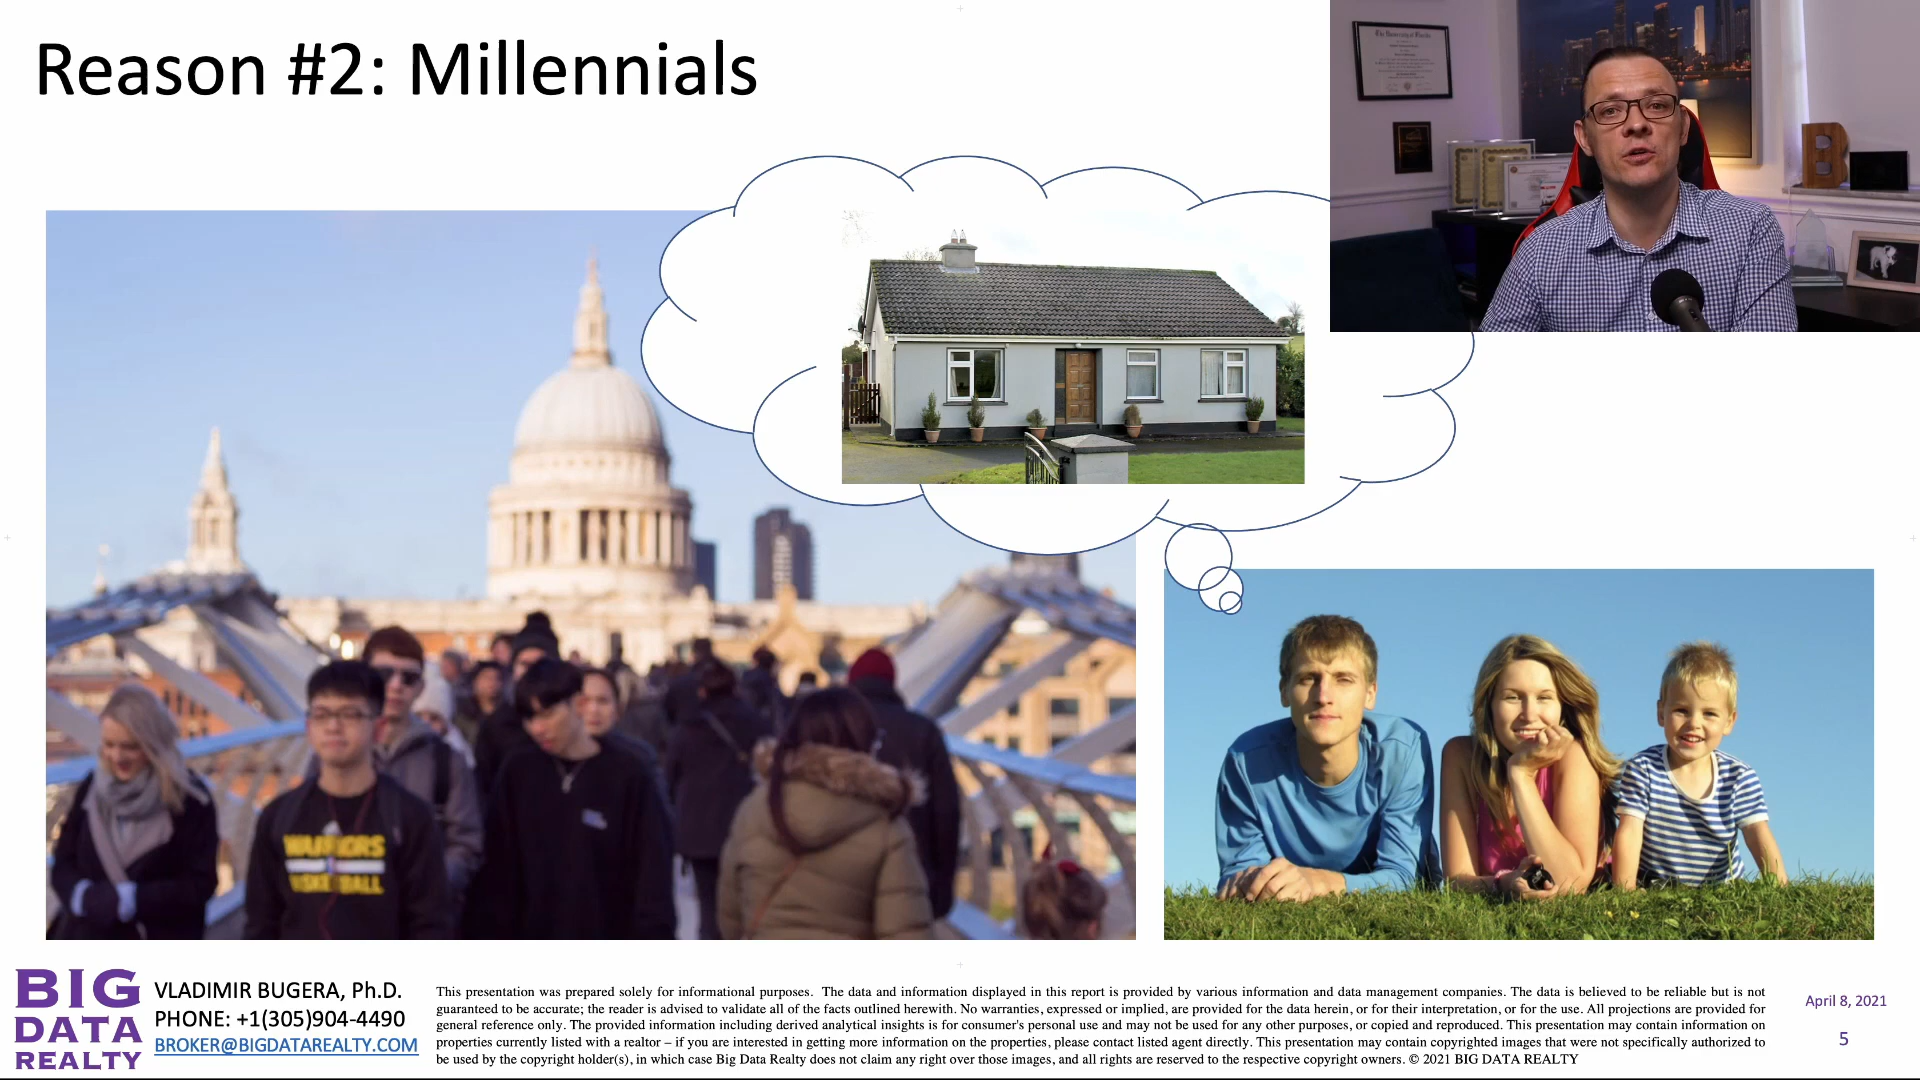 Reason #2: Millennials
The University of Florida
B
WARRIORS
BASKETBALL
BIG
DATA
REALTY
VLADIMIR BUGERA, Ph.D.
PHONE: +1(305)904-4490
BROKER@BIGDATAREALTY.COM
This presentation was prepared solely for informational purposes. The data and information displayed in this report is provided by various information and data management companies. The data is believed to be reliable but is not
guaranteed to be accurate; the reader is advised to validate all of the facts outlined herewith. No warranties, expressed or implied, are provided for the data herein, or for their interpretation, or for the use. All projections are provided for
general reference only. The provided information including derived analytical insights is for consumer's personal use and may not be used for any other purposes, or copied and reproduced. This presentation may contain information on
properties currently listed with a realtor – if you are interested in getting more information on the properties, please contact listed agent directly. This presentation may contain copyrighted images that were not specifically authorized to
be used by the copyright holder(s), in which case Big Data Realty does not claim any right over those images, and all rights are reserved to the respective copyright owners. © 2021 BIG DATA REALTY
April 8, 2021
5